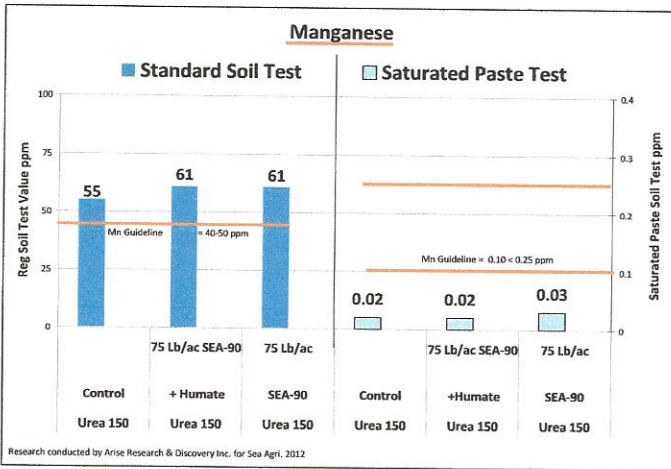 Manganese
Standard Soil Test
Saturated Paste Test
Reg Soil Test Value ppm
100
75
50
25
0
55
61
61
Mn Guideline = 40-50 ppm
Saturated Paste Soil Test ppm
0.4
0.3
0.2
0.1
0
Mn Guideline = 0.10 < 0.25 ppm
0.02
0.02
0.03
75 Lb/ac SEA-90
75 Lb/ac
75 Lb/ac SEA-90
75 Lb/ac
Control
+ Humate
SEA-90
Control
+Humate
SEA-90
Urea 150
Urea 150
Urea 150
Urea 150
Urea 150
Urea 150
Research conducted by Arise Research & Discovery Inc. for Sea Agri. 2012